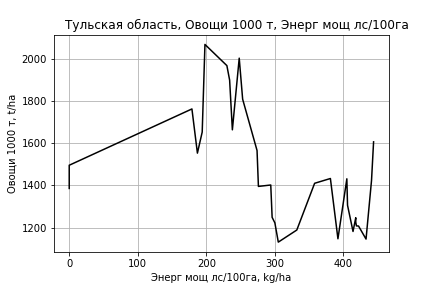 Тульская область, Овощи 1000 т, Энерг мощ лс/100га
Овощи 1000 т, t/ha
2000
1800
1600
1400
1200
0 100 200 300 400
Энерг мощ лс/100га, kg/ha